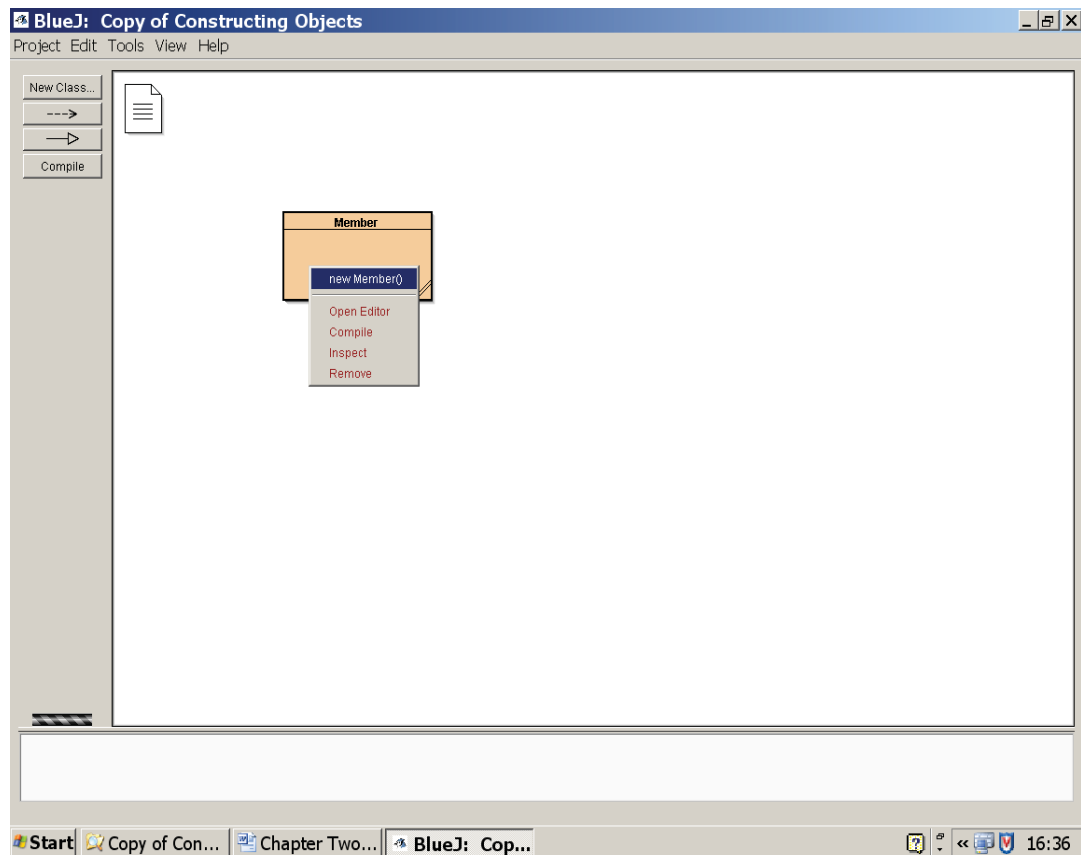 BlueJ: Copy of Constructing Objects
Project Edit Tools View Help
New Class...
Compile
Member
new Member()
Open Editor
Compile
Inspect
Remove
Start Copy of Con... Chapter Two... BlueJ: Cop... 16:36